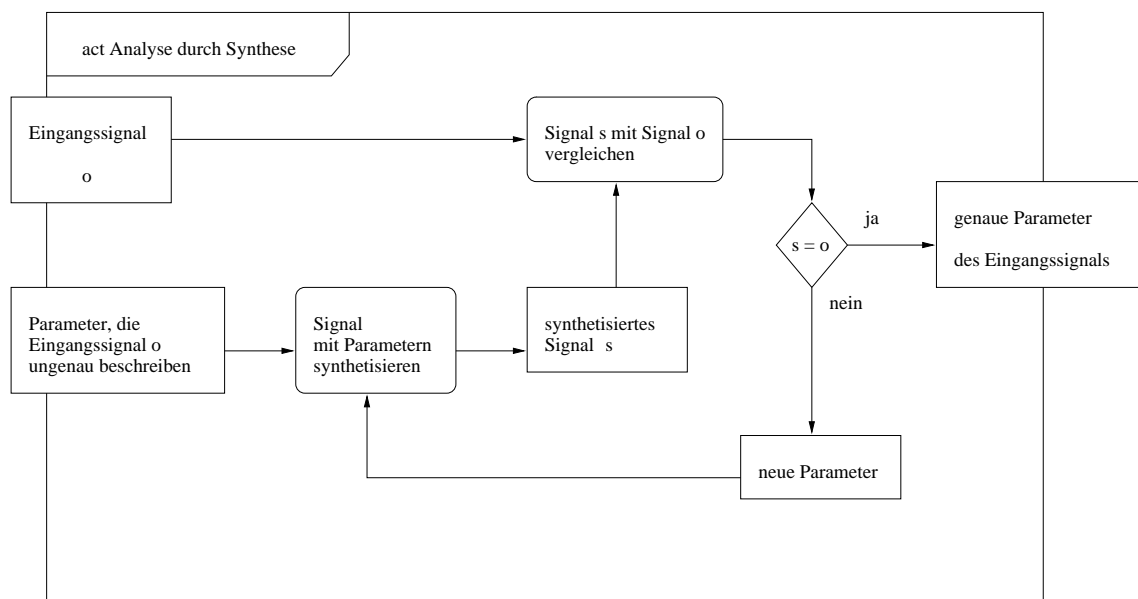 act Analyse durch Synthese
Eingangssignal
o
Signal s mit Signal o
vergleichen
s = o
ja
nein
genaue Parameter
des Eingangssignals
Parameter, die
Eingangssignal o
ungenau beschreiben
Signal
mit Parametern
synthetisieren
synthetisiertes
Signal s
neue Parameter